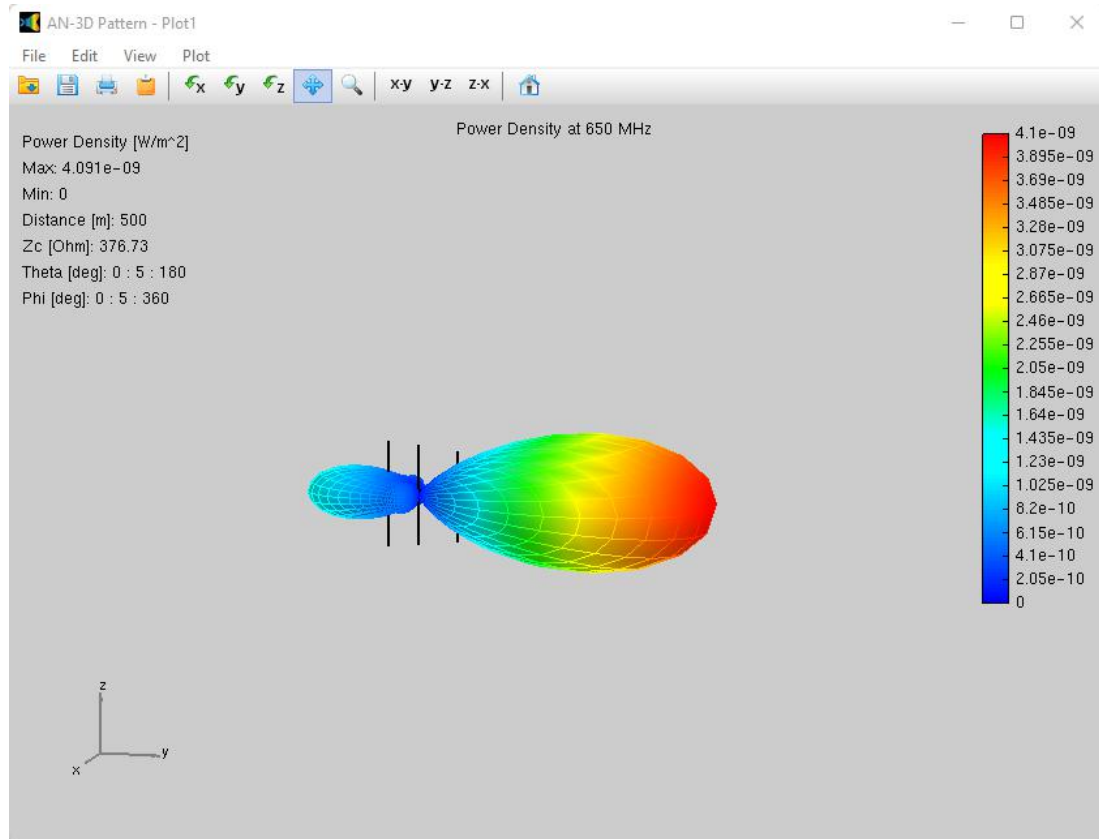 AN-3D Pattern - Plot1
File Edit View Plot
x y z x-y y-z z-x
Power Density at 650 MHz
Power Density [W/m^2]
Max: 4.091e-09
Min: 0
Distance [m]: 500
Zc [Ohm]: 376.73
Theta [deg]: 0 : 5 : 180
Phi [deg]: 0 : 5 : 360
4.1e-09
3.895e-09
3.69e-09
3.485e-09
3.28e-09
3.075e-09
2.87e-09
2.665e-09
2.46e-09
2.255e-09
2.05e-09
1.845e-09
1.64e-09
1.435e-09
1.23e-09
1.025e-09
8.2e-10
6.15e-10
4.1e-10
2.05e-10
0
z
y
x